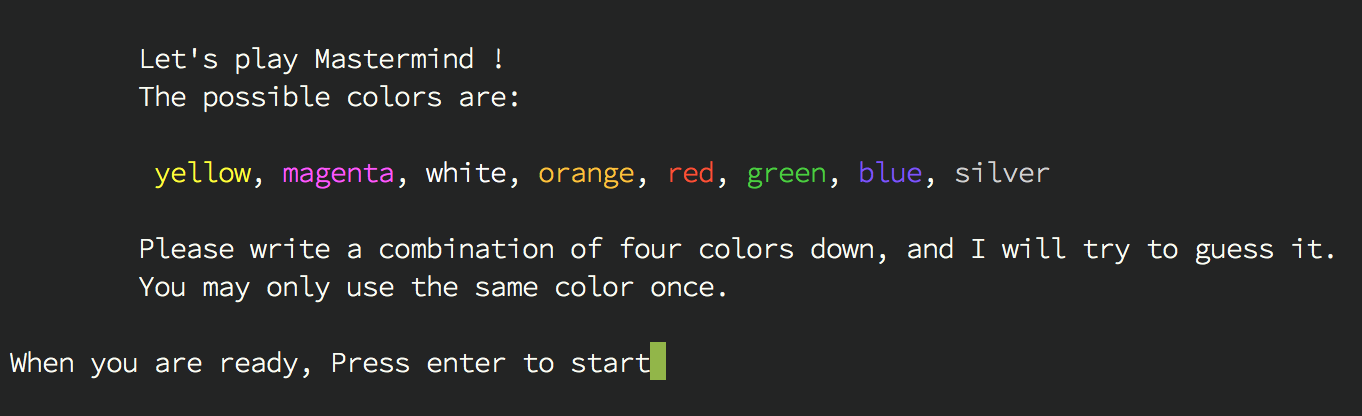 Let's play Mastermind !
The possible colors are:
yellow, magenta, white, orange, red, green, blue, silver
Please write a combination of four colors down, and I will try to guess it.
You may only use the same color once.
When you are ready, Press enter to start